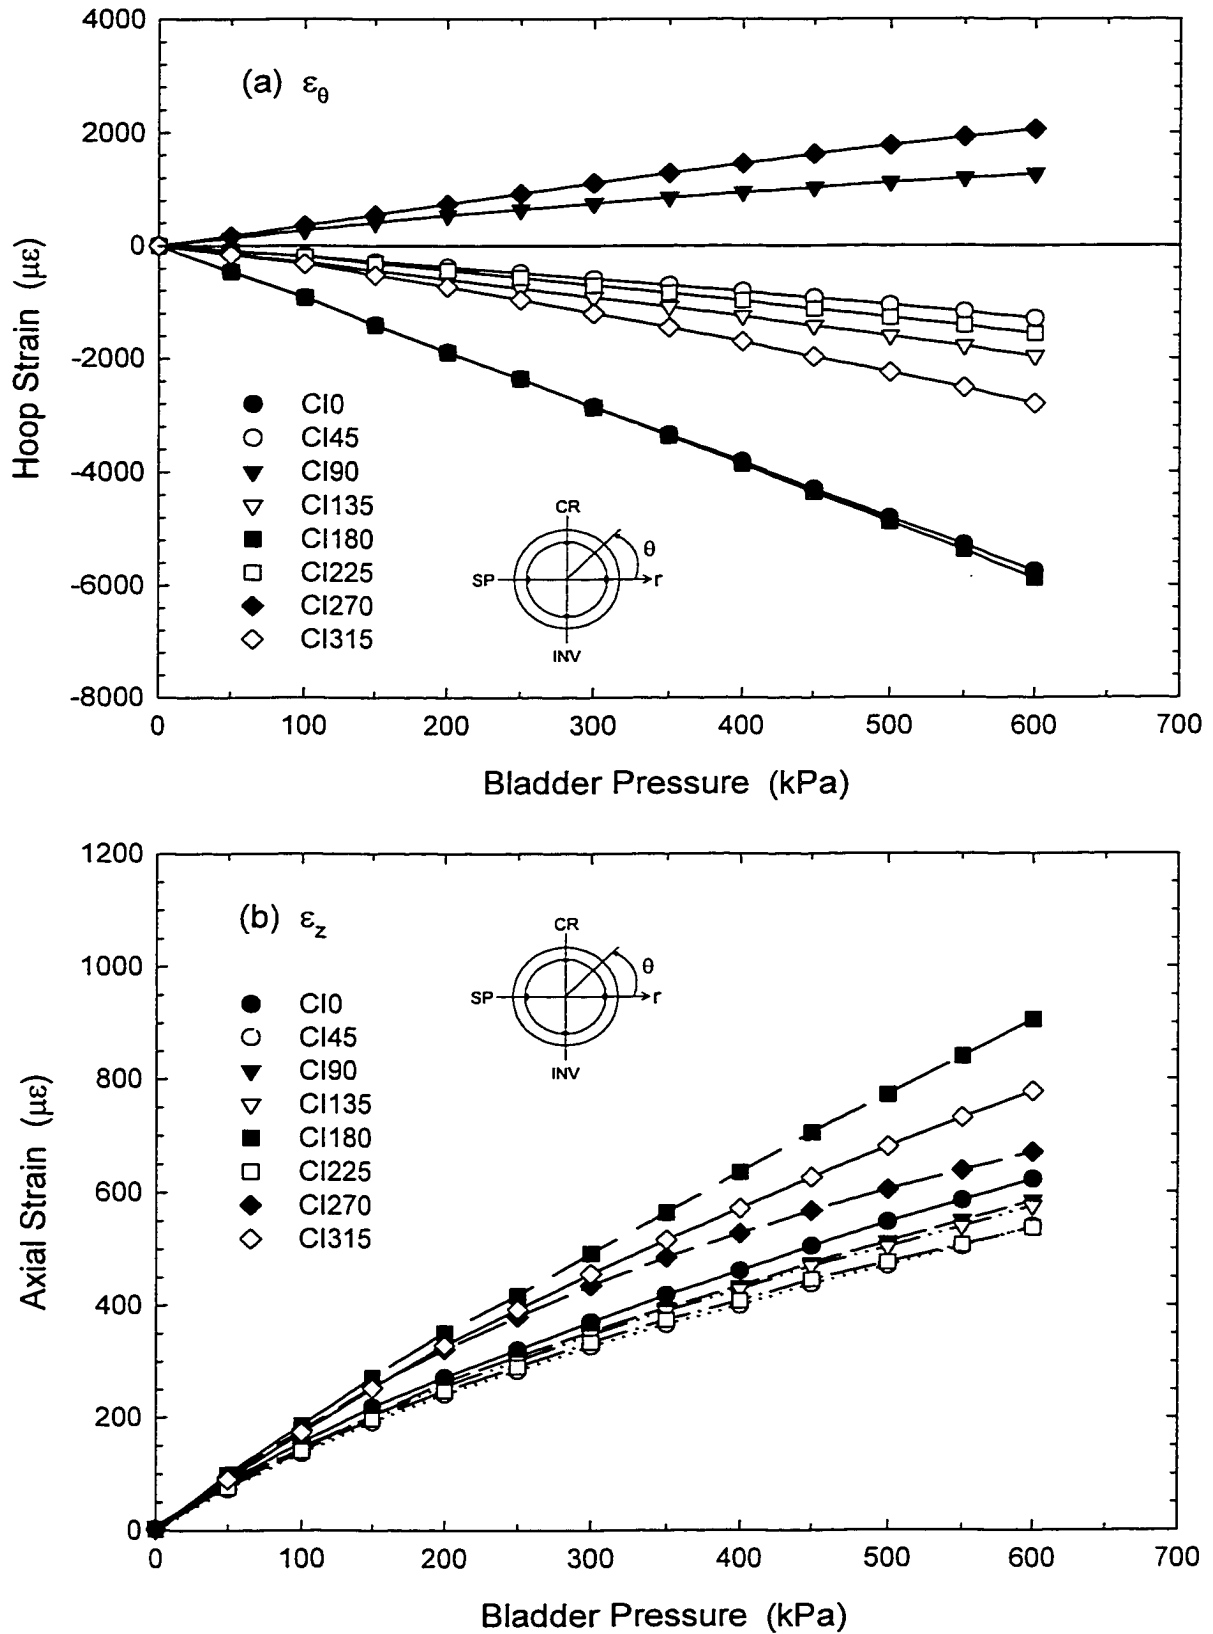 4000
2000
0
-2000
-4000
-6000
-8000
Hoop Strain (με)
(a) εθ
CI0
CI45
CI90
CI135
CI180
CI225
CI270
CI315
CR
θ
SP
r
INV
0 100 200 300 400 500 600 700
Bladder Pressure (kPa)
1200
1000
800
600
400
200
0
Axial Strain (με)
(b) εz
CI0
CI45
CI90
CI135
CI180
CI225
CI270
CI315
CR
θ
SP
r
INV
0 100 200 300 400 500 600 700
Bladder Pressure (kPa)